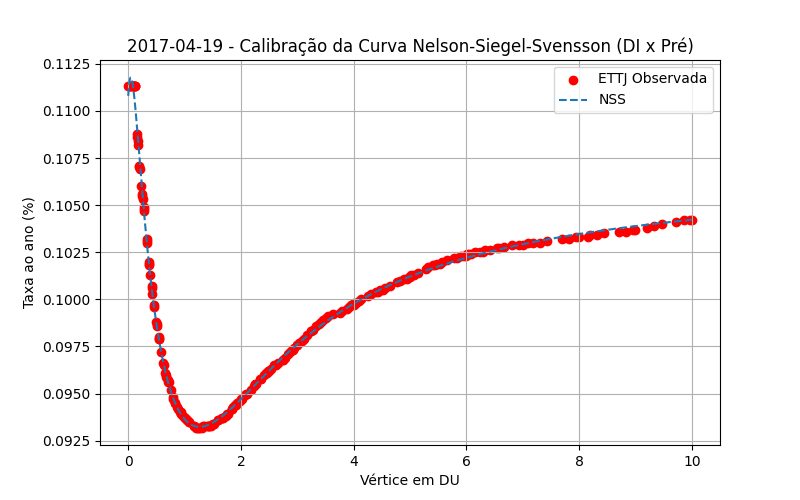 2017-04-19 - Calibração da Curva Nelson-Siegel-Svensson (DI x Pré)
0.1125
0.1100
0.1075
0.1050
0.1025
0.1000
0.0975
0.0950
0.0925
Taxa ao ano (%)
ETTJ Observada
NSS
0 2 4 6 8 10
Vértice em DU